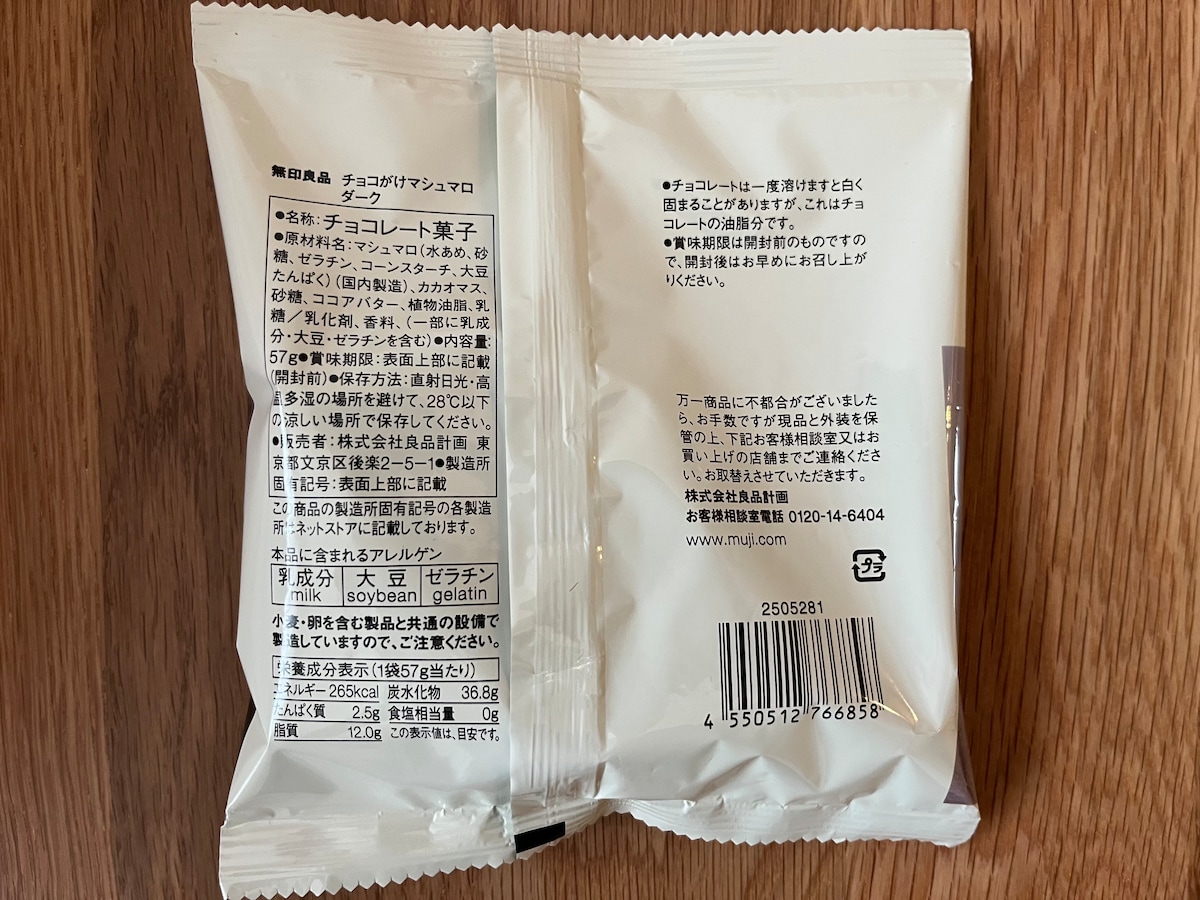 無印良品 チョコがけマシュマロ
ダーク
●名称：チョコレート菓子
●原材料名：マシュマロ（水あめ、砂
糖、ゼラチン、コーンスターチ、大豆
たんぱく）（国内製造）、カカオマス、
砂糖、ココアバター、植物油脂、乳
糖／乳化剤、香料、（一部に乳成
分・大豆・ゼラチンを含む）●内容量：
57g●賞味期限：表面上部に記載
（開封前）●保存方法：直射日光・高
温多湿の場所を避けて、28℃以下
の涼しい場所で保存してください。
●販売者：株式会社良品計画 東
京都文京区後楽2-5-1●製造所
固有記号：表面上部に記載
この商品の製造所固有記号の各製造
所はネットストアに記載しております。
本品に含まれるアレルゲン
乳成分 大豆 ゼラチン
milk soybean gelatin
小麦・卵を含む製品と共通の設備で
製造していますので、ご注意ください。
栄養成分表示（1袋57g当たり）
エネルギー 265kcal 炭水化物 36.8g
たんぱく質 2.5g 食塩相当量 0g
脂質 12.0g この表示値は、目安です。
●チョコレートは一度溶けますと白く
固まることがありますが、これはチョ
コレートの油脂分です。
●賞味期限は開封前のものですの
で、開封後はお早めにお召し上が
りください。
万一商品に不都合がございました
ら、お手数ですが現品と外装を保
管の上、下記お客様相談室又はお
買い上げの店舗までご連絡くださ
い。お取替えさせていただきます。
株式会社良品計画
お客様相談室電話 0120-14-6404
www.muji.com
プラ
2505281
4 550512 766858